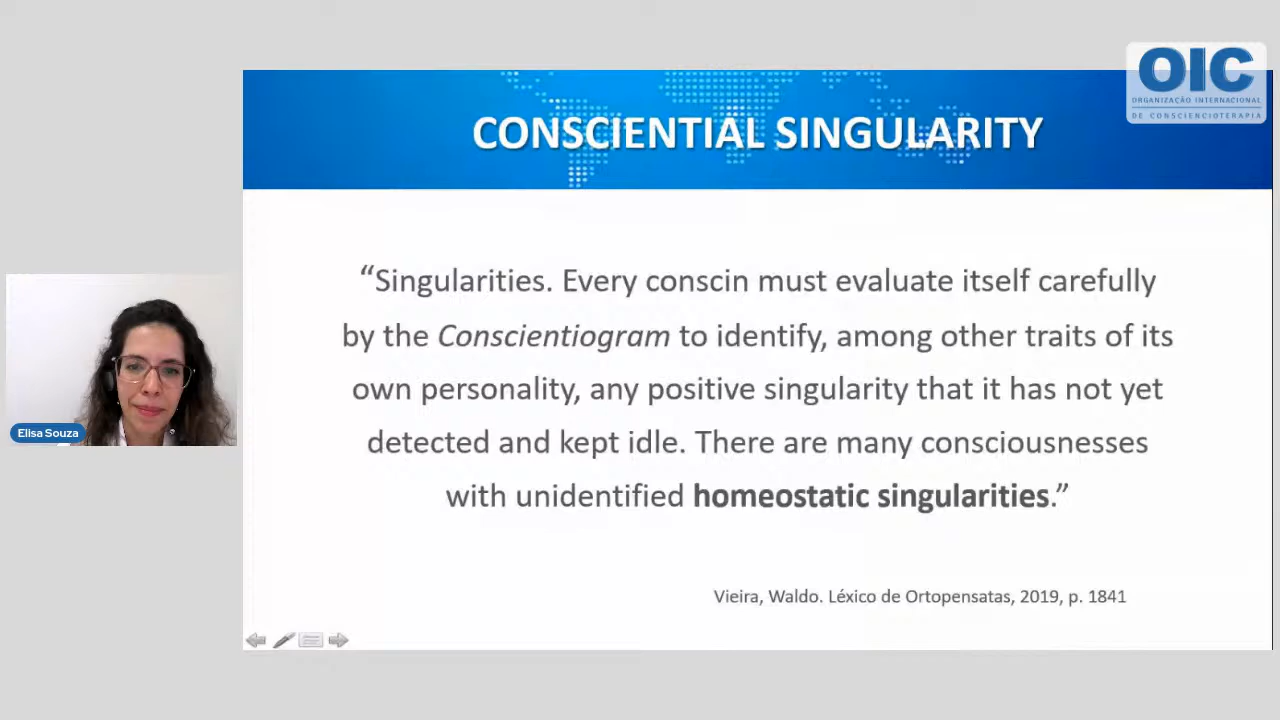 OIC
ORGANIZAÇÃO INTERNACIONAL
DE CONSCIENCIOTERAPIA
CONSCIENTIAL SINGULARITY
“Singularities. Every conscin must evaluate itself carefully
by the Conscientiogram to identify, among other traits of its
own personality, any positive singularity that it has not yet
detected and kept idle. There are many consciousnesses
with unidentified homeostatic singularities.”
Vieira, Waldo. Léxico de Ortopensatas, 2019, p. 1841
Elisa Souza